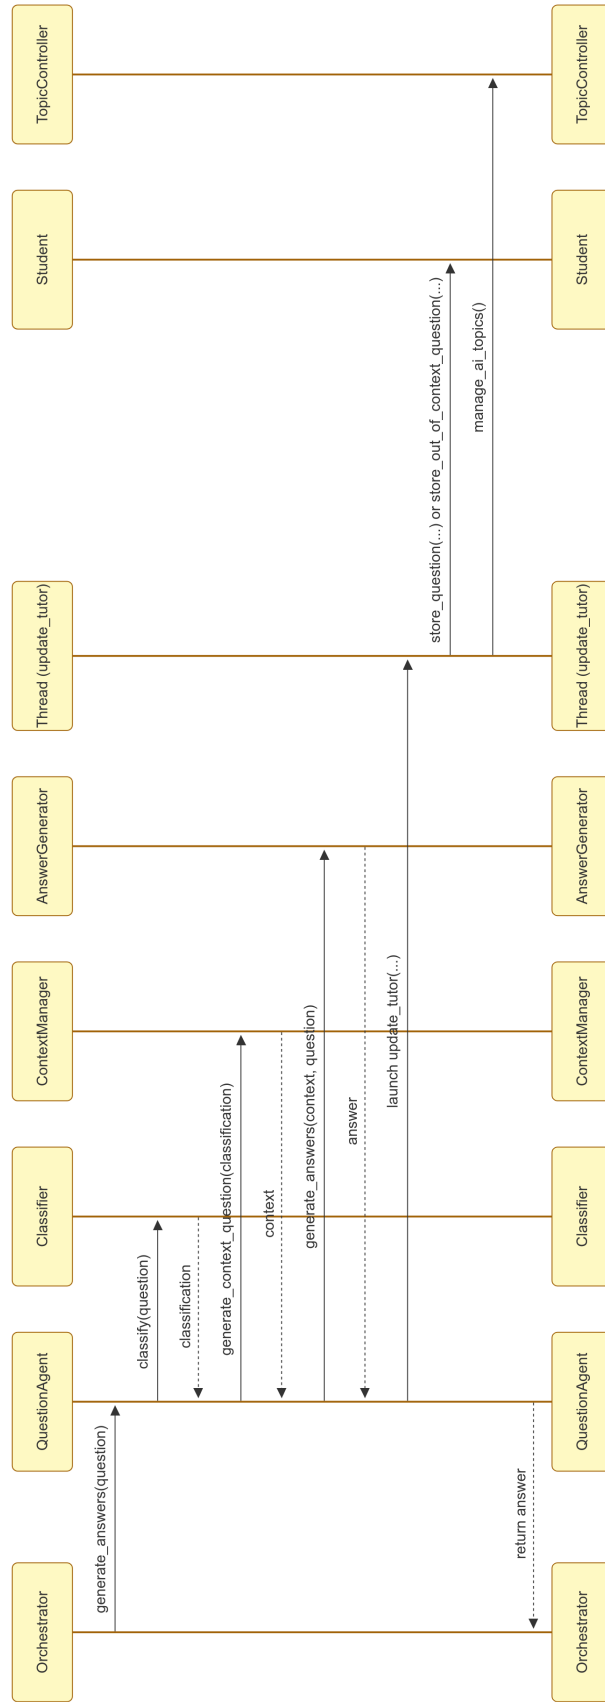 Orchestrator
QuestionAgent
Classifier
ContextManager
AnswerGenerator
Thread (update_tutor)
Student
TopicController
generate_answers(question)
classify(question)
classification
generate_context_question(classification)
context
generate_answers(context, question)
answer
launch update_tutor(...)
store_question(...) or store_out_of_context_question(...)
manage_ai_topics()
return answer
Orchestrator
QuestionAgent
Classifier
ContextManager
AnswerGenerator
Thread (update_tutor)
Student
TopicController